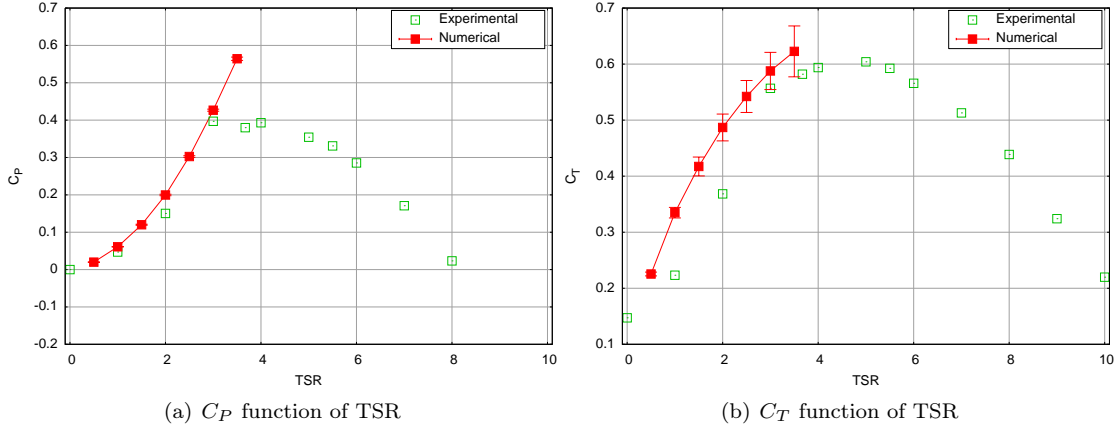 Experimental
Numerical
0.7
0.6
0.5
0.4
0.3
0.2
0.1
0
-0.1
-0.2
C_P
0 2 4 6 8 10
TSR
(a) C_P function of TSR
Experimental
Numerical
0.7
0.6
0.5
0.4
0.3
0.2
0.1
C_T
0 2 4 6 8 10
TSR
(b) C_T function of TSR